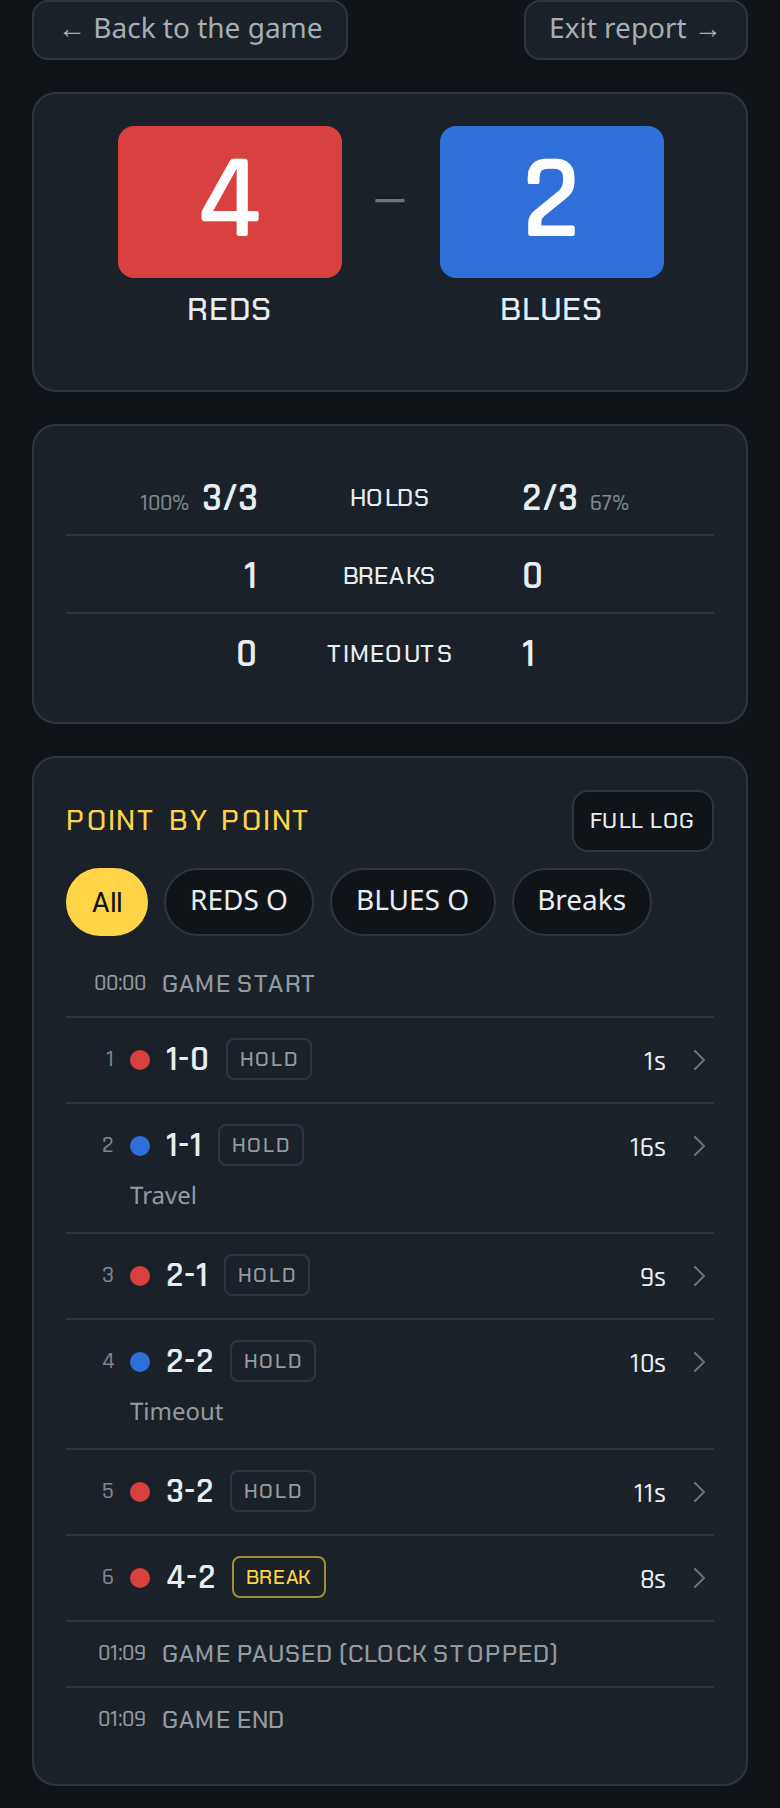 ← Back to the game Exit report →
4 – 2
REDS BLUES
100% 3/3 HOLDS 2/3 67%
1 BREAKS 0
0 TIMEOUTS 1
POINT BY POINT FULL LOG
All REDS O BLUES O Breaks
00:00 GAME START
1 1-0 HOLD 1s
2 1-1 HOLD 16s
Travel
3 2-1 HOLD 9s
4 2-2 HOLD 10s
Timeout
5 3-2 HOLD 11s
6 4-2 BREAK 8s
01:09 GAME PAUSED (CLOCK STOPPED)
01:09 GAME END